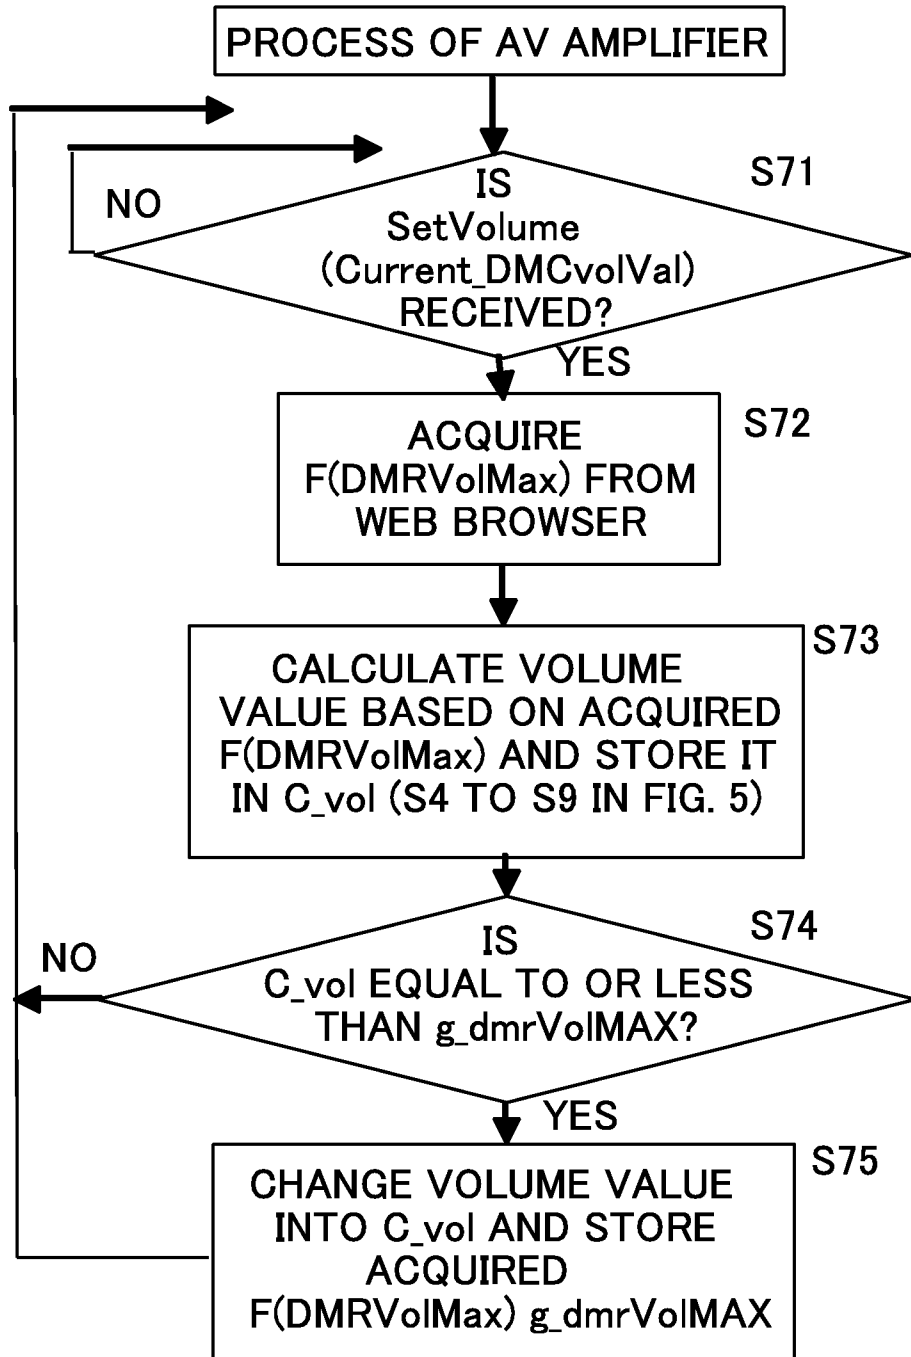 PROCESS OF AV AMPLIFIER
S71
NO
IS
SetVolume
(Current_DMCvolVal)
RECEIVED?
YES
S72
ACQUIRE
F(DMRVolMax) FROM
WEB BROWSER
S73
CALCULATE VOLUME
VALUE BASED ON ACQUIRED
F(DMRVolMax) AND STORE IT
IN C_vol (S4 TO S9 IN FIG. 5)
S74
NO
IS
C_vol EQUAL TO OR LESS
THAN g_dmrVolMAX?
YES
S75
CHANGE VOLUME VALUE
INTO C_vol AND STORE
ACQUIRED
F(DMRVolMax) g_dmrVolMAX